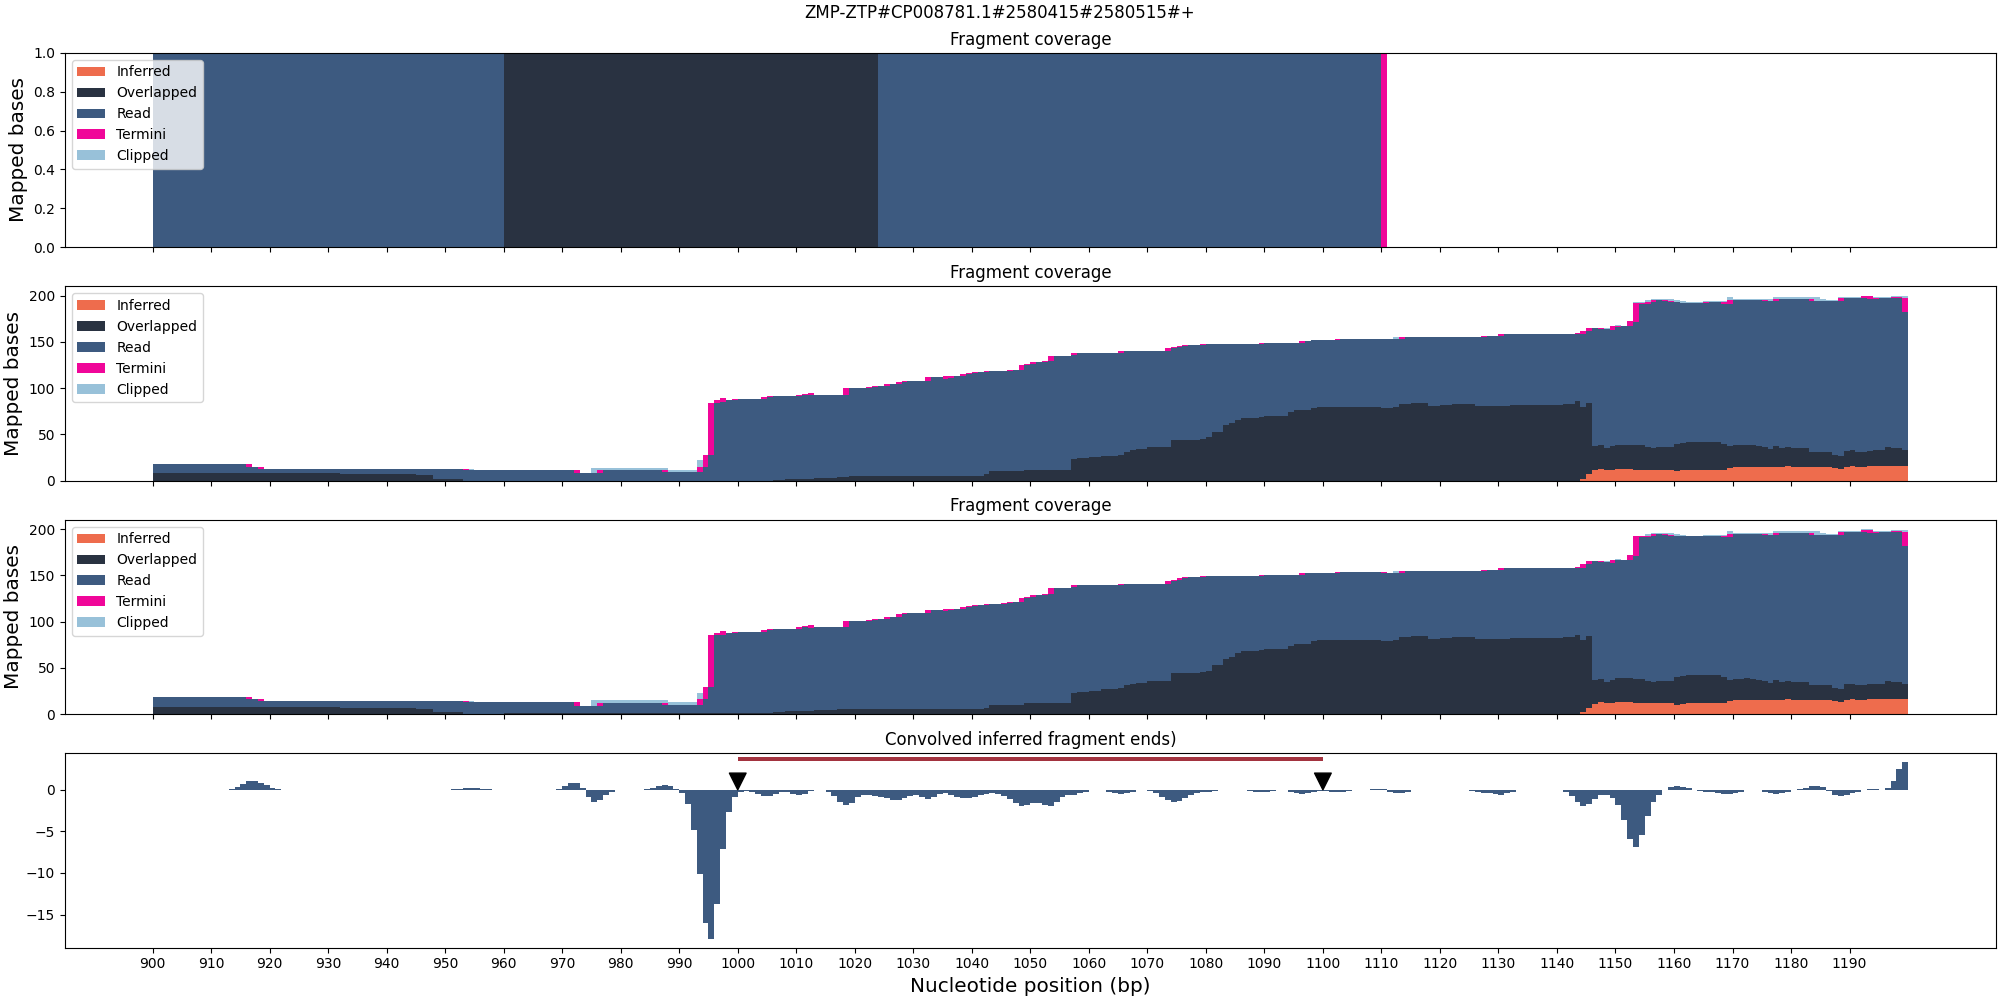 ZMP-ZTP#CP008781.1#2580415#2580515#+
Fragment coverage
Mapped bases
1.0
0.8
0.6
0.4
0.2
0.0
Inferred
Overlapped
Read
Termini
Clipped
Fragment coverage
Mapped bases
200
150
100
50
0
Inferred
Overlapped
Read
Termini
Clipped
Fragment coverage
Mapped bases
200
150
100
50
0
Inferred
Overlapped
Read
Termini
Clipped
Convolved inferred fragment ends)
0
−5
−10
−15
900 910 920 930 940 950 960 970 980 990 1000 1010 1020 1030 1040 1050 1060 1070 1080 1090 1100 1110 1120 1130 1140 1150 1160 1170 1180 1190
Nucleotide position (bp)